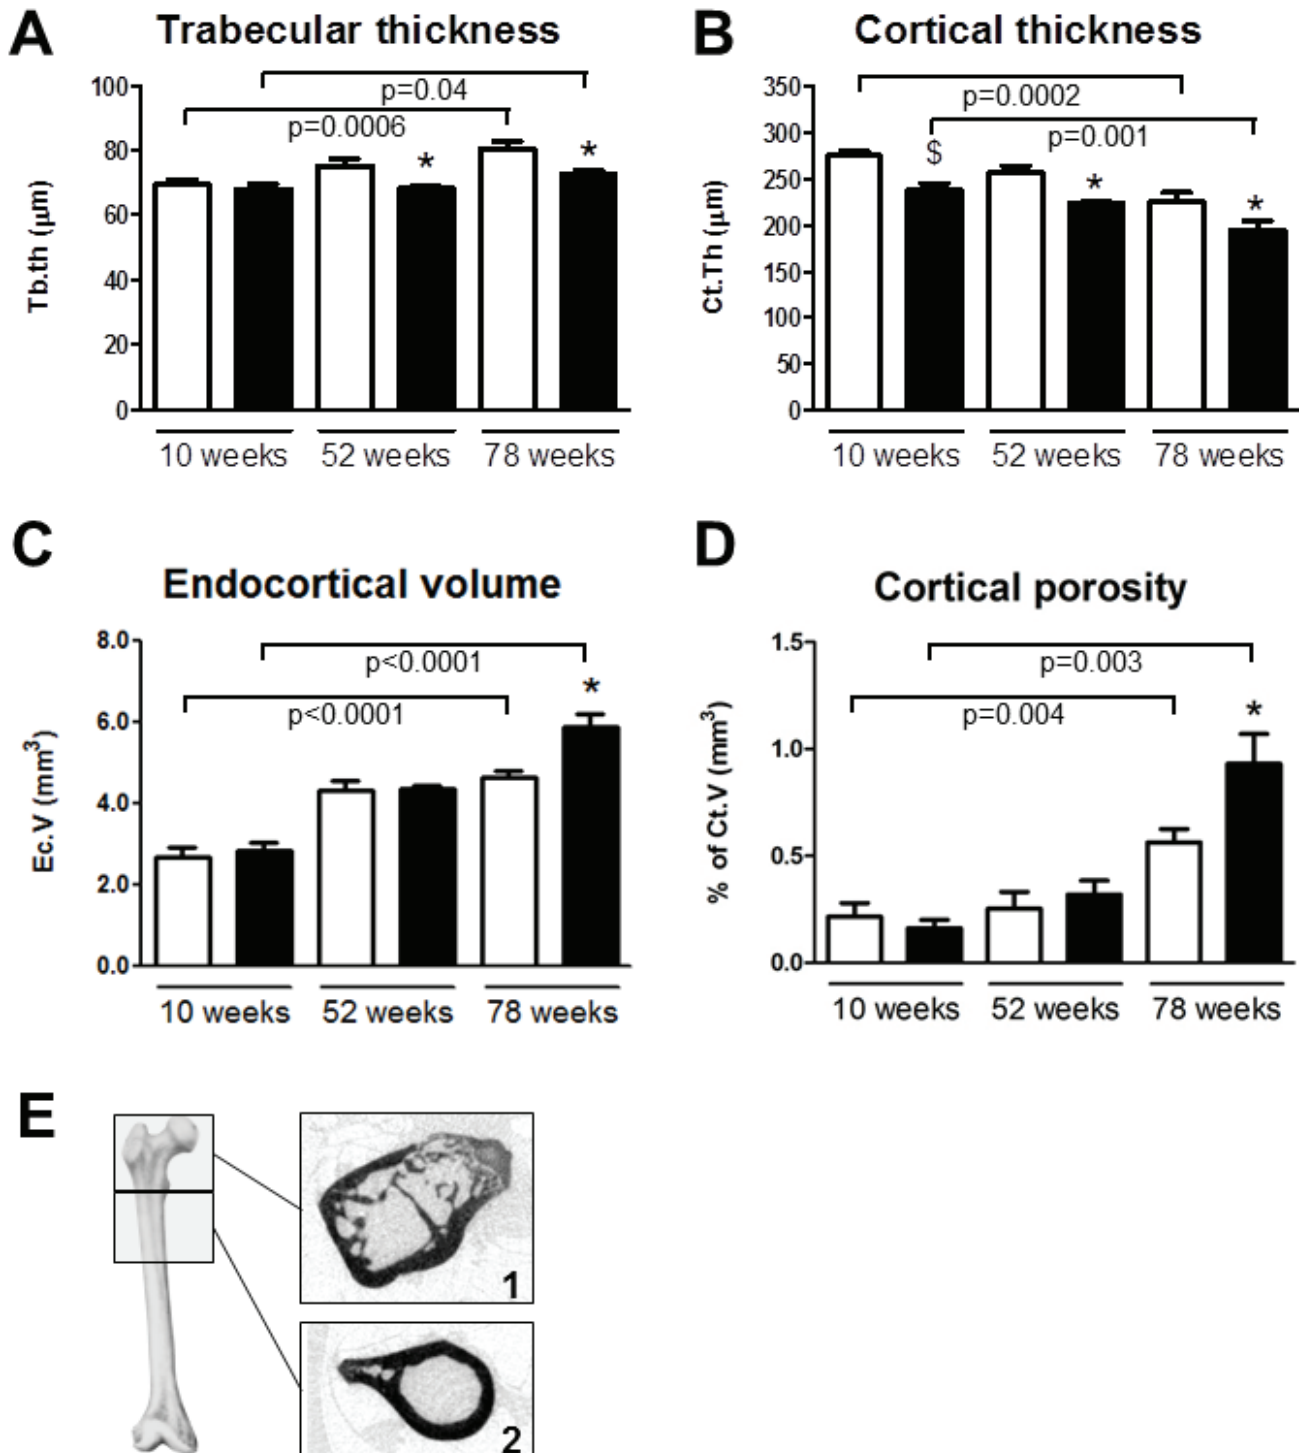 A
Trabecular thickness
Tb.th (μm)
100
80
60
40
20
0
p=0.04
p=0.0006
*
*
10 weeks
52 weeks
78 weeks
B
Cortical thickness
Ct.Th (μm)
350
300
250
200
150
100
50
0
p=0.0002
p=0.001
$
*
*
10 weeks
52 weeks
78 weeks
C
Endocortical volume
Ec.V (mm³)
8.0
6.0
4.0
2.0
0.0
p<0.0001
p<0.0001
*
10 weeks
52 weeks
78 weeks
D
Cortical porosity
% of Ct.V (mm³)
1.5
1.0
0.5
0.0
p=0.003
p=0.004
*
10 weeks
52 weeks
78 weeks
E
1
2